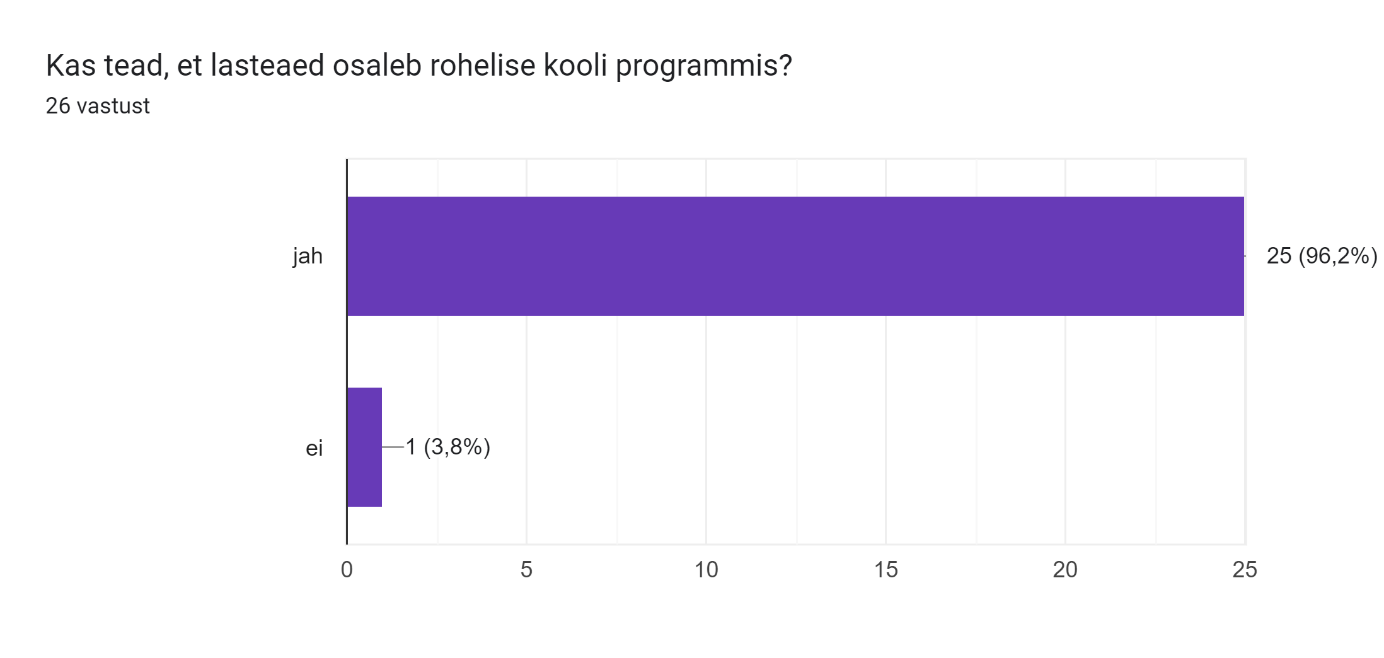 Kas tead, et lasteaed osaleb rohelise kooli programmis?
26 vastust
jah
25 (96,2%)
ei
1 (3,8%)
0 5 10 15 20 25